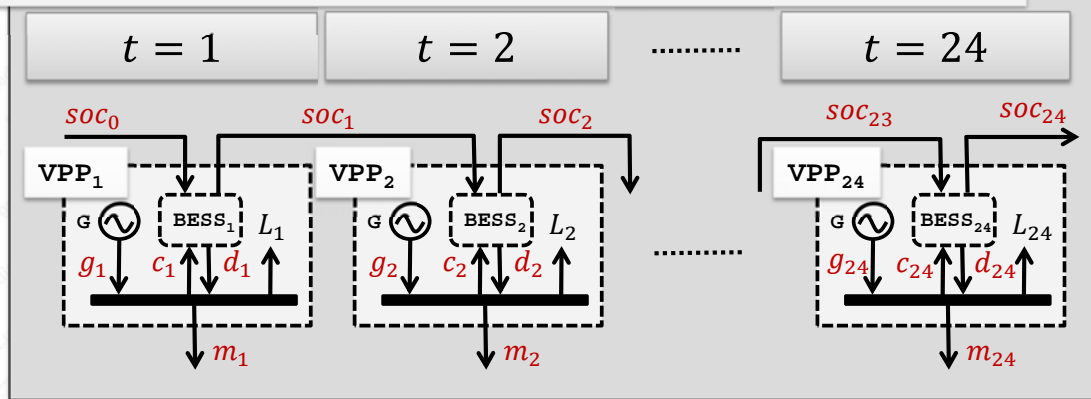 t = 1 t = 2 ............ t = 24
soc₀ soc₁ soc₂ soc₂₃ soc₂₄
VPP₁ VPP₂ VPP₂₄
G BESS₁ L₁ G BESS₂ L₂ G BESS₂₄ L₂₄
g₁ c₁ d₁ g₂ c₂ d₂ ............ g₂₄ c₂₄ d₂₄
m₁ m₂ m₂₄